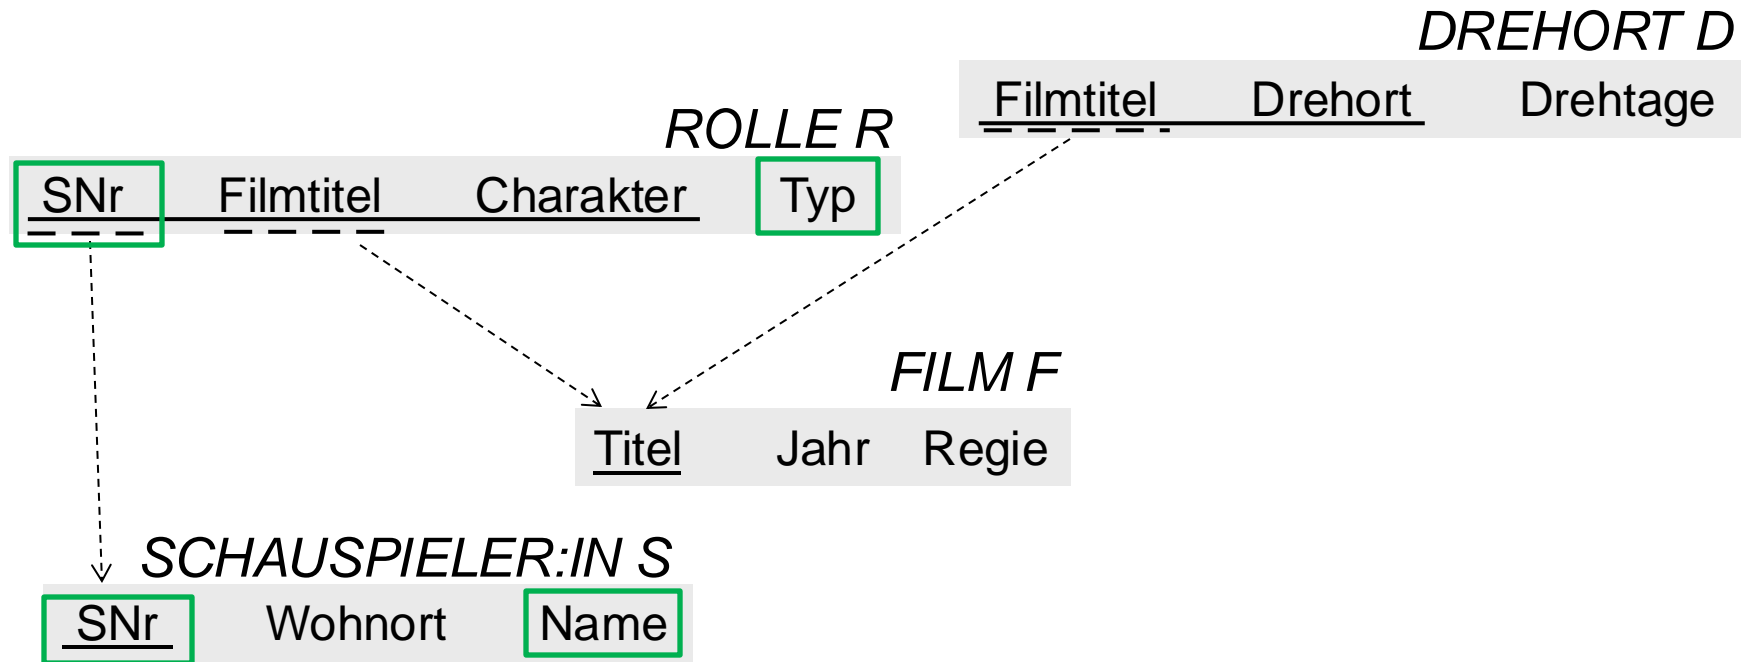 DREHORT D
Filmtitel Drehort Drehtage
ROLLE R
SNr Filmtitel Charakter Typ
FILM F
Titel Jahr Regie
SCHAUSPIELER:IN S
SNr Wohnort Name